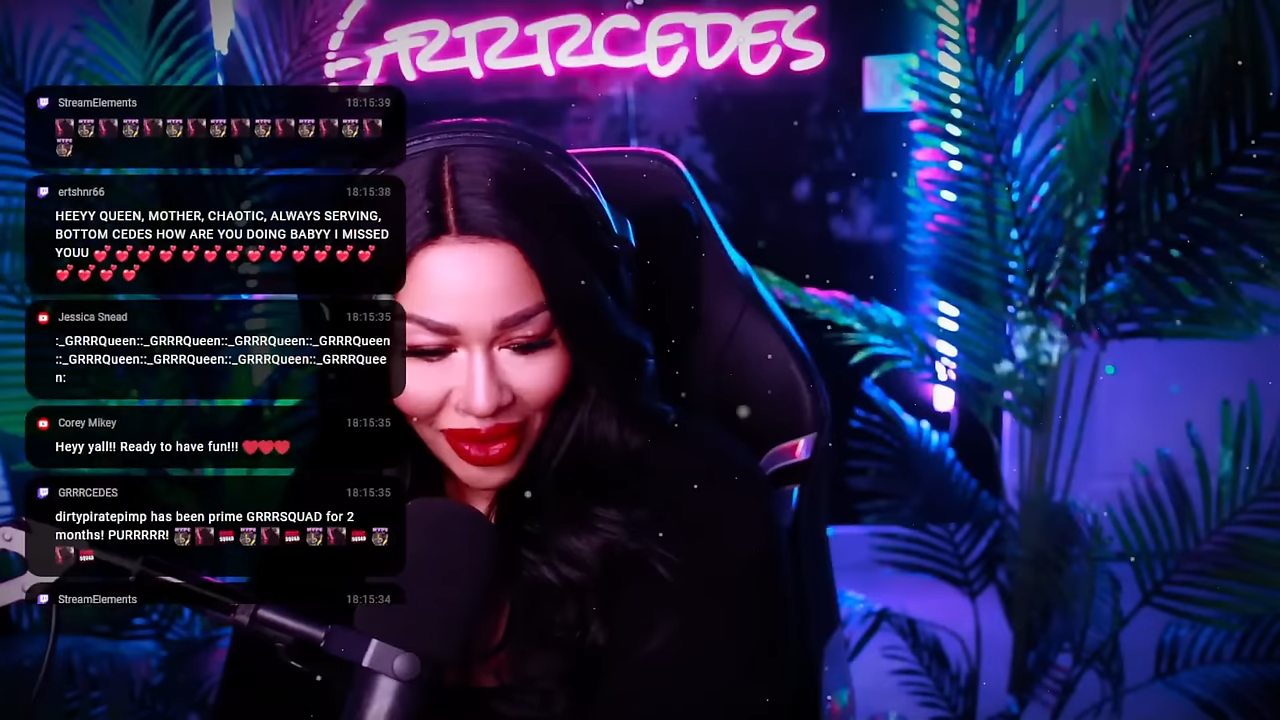 GRRRCEDES
StreamElements 18:15:39
ertshnr66 18:15:38
HEEYY QUEEN, MOTHER, CHAOTIC, ALWAYS SERVING,
BOTTOM CEDES HOW ARE YOU DOING BABYY I MISSED
YOUU
Jessica Snead 18:15:35
:_GRRRQueen::_GRRRQueen::_GRRRQueen::_GRRRQueen
::_GRRRQueen::_GRRRQueen::_GRRRQueen::_GRRRQuee
n:
Corey Mikey 18:15:35
Heyy yall!! Ready to have fun!!!
GRRRCEDES 18:15:35
dirtypiratepimp has been prime GRRRSQUAD for 2
months! PURRRRR!
StreamElements 18:15:34